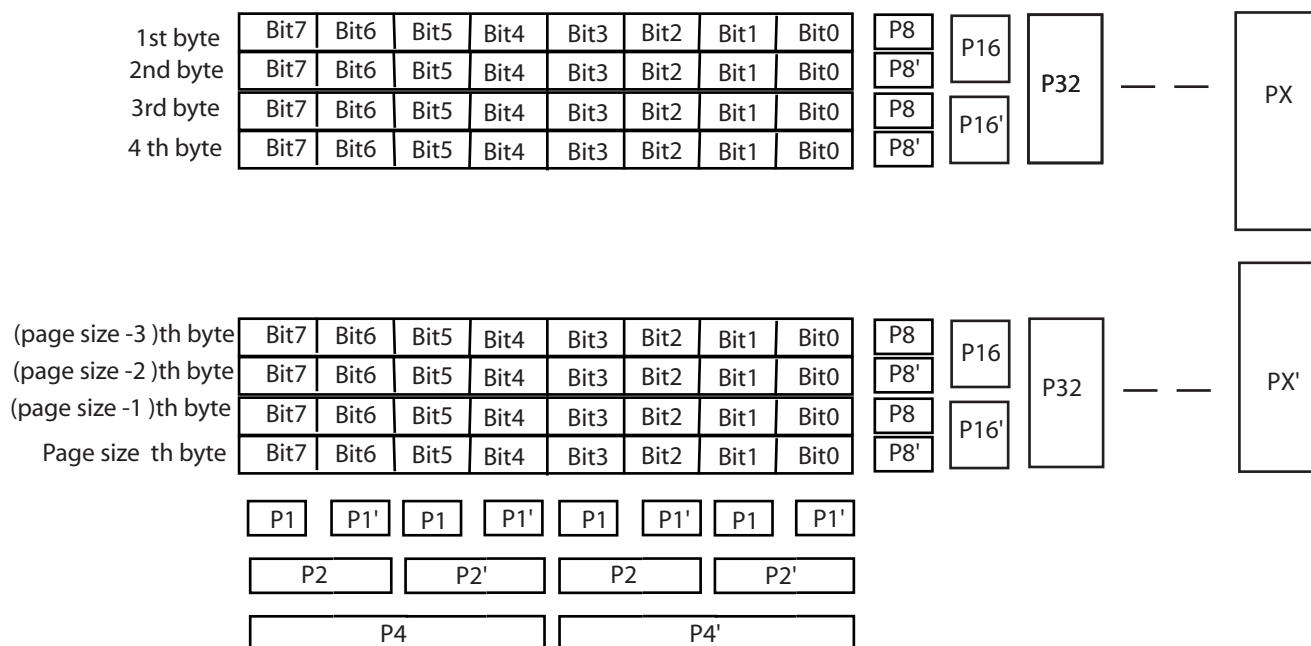 1st byte Bit7 Bit6 Bit5 Bit4 Bit3 Bit2 Bit1 Bit0 P8 P16 P32 PX
2nd byte Bit7 Bit6 Bit5 Bit4 Bit3 Bit2 Bit1 Bit0 P8'
3rd byte Bit7 Bit6 Bit5 Bit4 Bit3 Bit2 Bit1 Bit0 P8 P16'
4 th byte Bit7 Bit6 Bit5 Bit4 Bit3 Bit2 Bit1 Bit0 P8'
(page size -3 )th byte Bit7 Bit6 Bit5 Bit4 Bit3 Bit2 Bit1 Bit0 P8 P16 P32 PX'
(page size -2 )th byte Bit7 Bit6 Bit5 Bit4 Bit3 Bit2 Bit1 Bit0 P8'
(page size -1 )th byte Bit7 Bit6 Bit5 Bit4 Bit3 Bit2 Bit1 Bit0 P8 P16'
Page size th byte Bit7 Bit6 Bit5 Bit4 Bit3 Bit2 Bit1 Bit0 P8'
P1 P1' P1 P1' P1 P1' P1 P1'
P2 P2' P2 P2'
P4 P4'